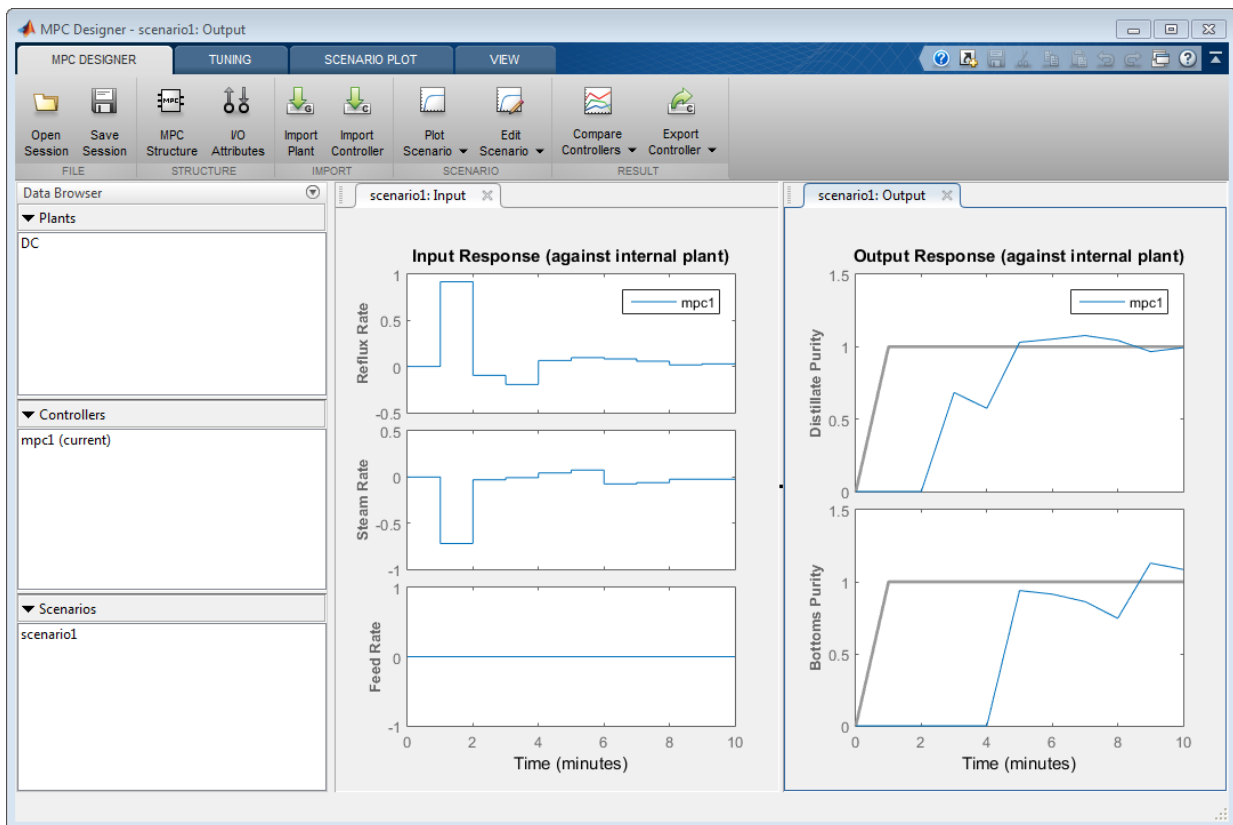 MPC Designer - scenario1: Output
MPC DESIGNER TUNING SCENARIO PLOT VIEW
MPC
G
C
C
Open Session
Save Session
MPC Structure
I/O Attributes
Import Plant
Import Controller
Plot Scenario
Edit Scenario
Compare Controllers
Export Controller
FILE STRUCTURE IMPORT SCENARIO RESULT
Data Browser
Plants
DC
Controllers
mpc1 (current)
Scenarios
scenario1
scenario1: Input
Input Response (against internal plant)
mpc1
Reflux Rate
1
0.5
0
-0.5
Steam Rate
0.5
0
-0.5
-1
Feed Rate
1
0
-1
0 2 4 6 8 10
Time (minutes)
scenario1: Output
Output Response (against internal plant)
mpc1
Distillate Purity
1.5
1
0.5
0
Bottoms Purity
1.5
1
0.5
0
0 2 4 6 8 10
Time (minutes)